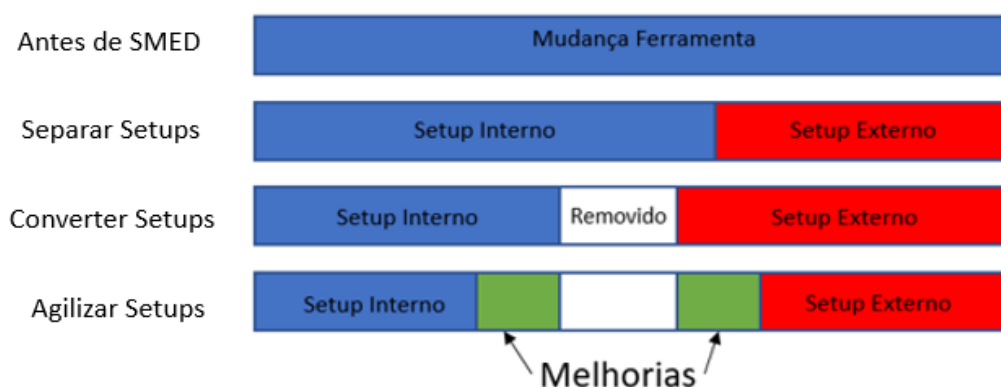 Antes de SMED
Mudança Ferramenta
Separar Setups
Setup Interno
Setup Externo
Converter Setups
Setup Interno
Removido
Setup Externo
Agilizar Setups
Setup Interno
Setup Externo
Melhorias